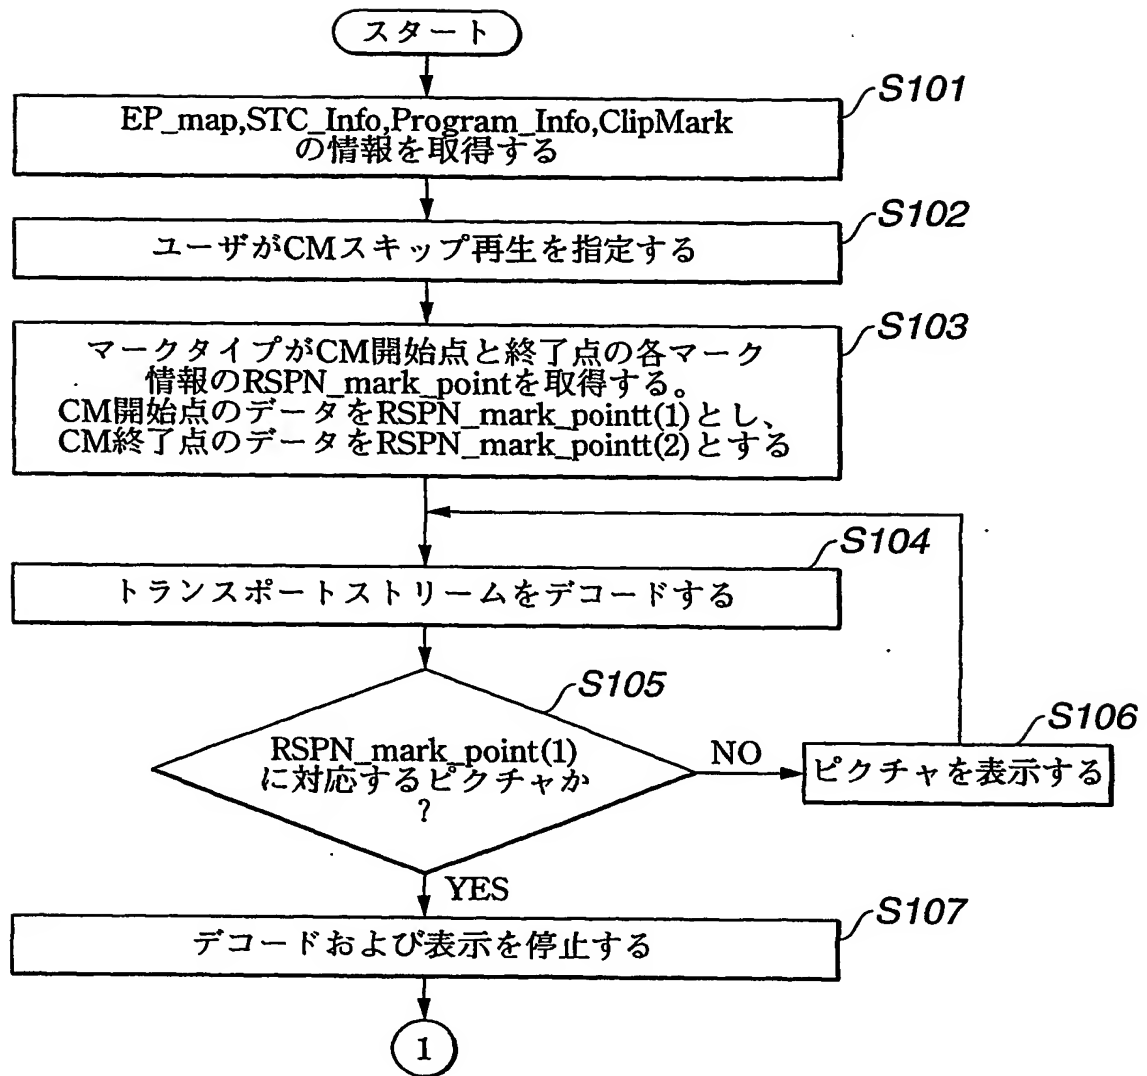 スタート
S101
EP_map,STC_Info,Program_Info,ClipMark
の情報を取得する
S102
ユーザがCMスキップ再生を指定する
S103
マークタイプがCM開始点と終了点の各マーク
情報のRSPN_mark_pointを取得する。
CM開始点のデータをRSPN_mark_pointt(1)とし、
CM終了点のデータをRSPN_mark_pointt(2)とする
S104
トランスポートストリームをデコードする
S105
RSPN_mark_point(1)
に対応するピクチャか
?
NO
S106
ピクチャを表示する
YES
S107
デコードおよび表示を停止する
1